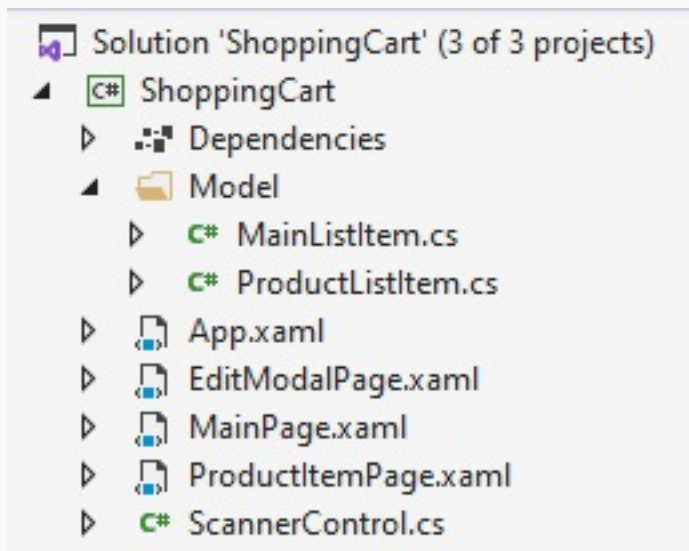 Solution 'ShoppingCart' (3 of 3 projects)
C# ShoppingCart
Dependencies
Model
C# MainListItem.cs
C# ProductListItem.cs
App.xaml
EditModalPage.xaml
MainPage.xaml
ProductItemPage.xaml
C# ScannerControl.cs